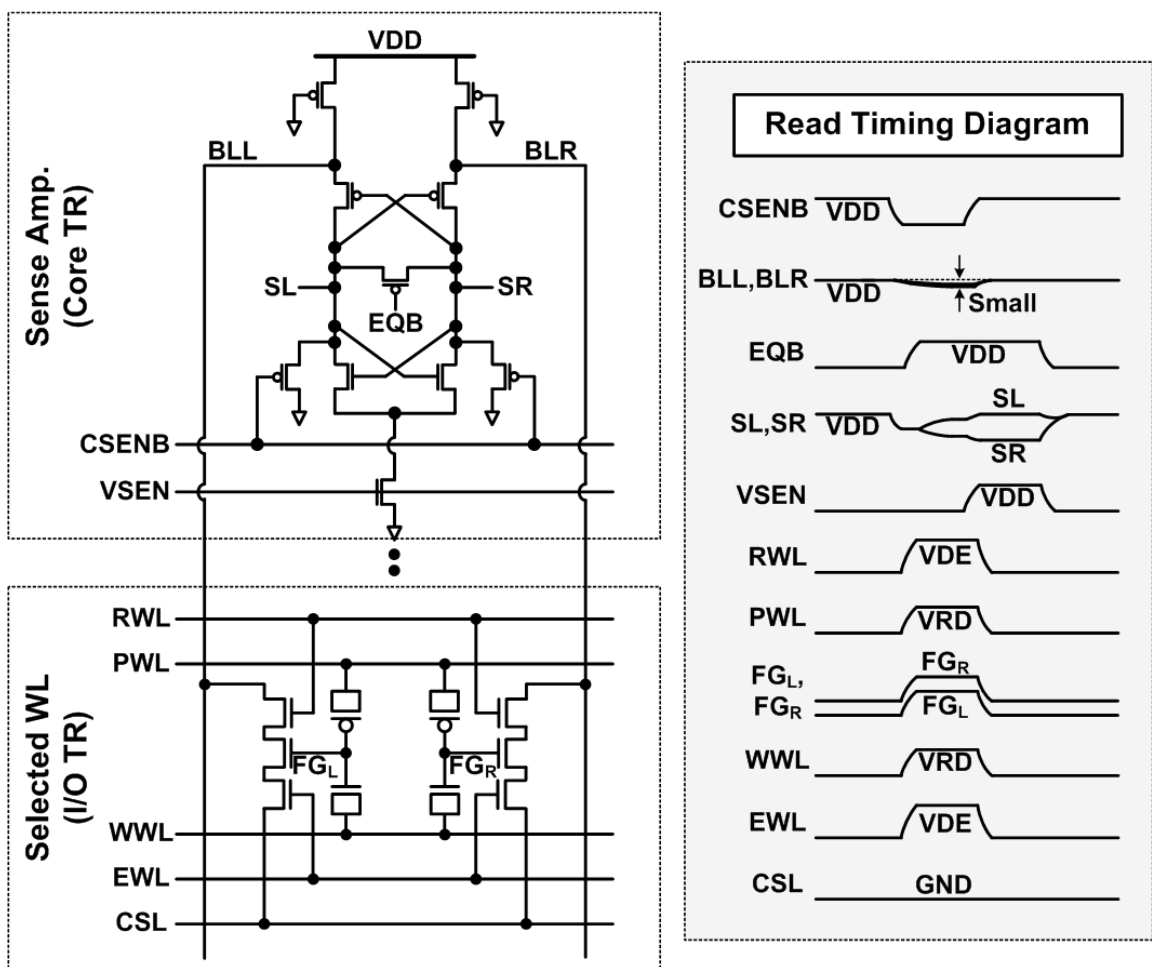 VDD
BLL
BLR
Sense Amp.
(Core TR)
SL
SR
EQB
CSENB
VSEN
Selected WL
(I/O TR)
RWL
PWL
FGL
FGR
WWL
EWL
CSL
Read Timing Diagram
CSENB
VDD
BLL,BLR
VDD
Small
EQB
VDD
SL,SR
VDD
SL
SR
VSEN
VDD
RWL
VDE
PWL
VRD
FGL,
FGR
FGR
FGL
WWL
VRD
EWL
VDE
CSL
GND